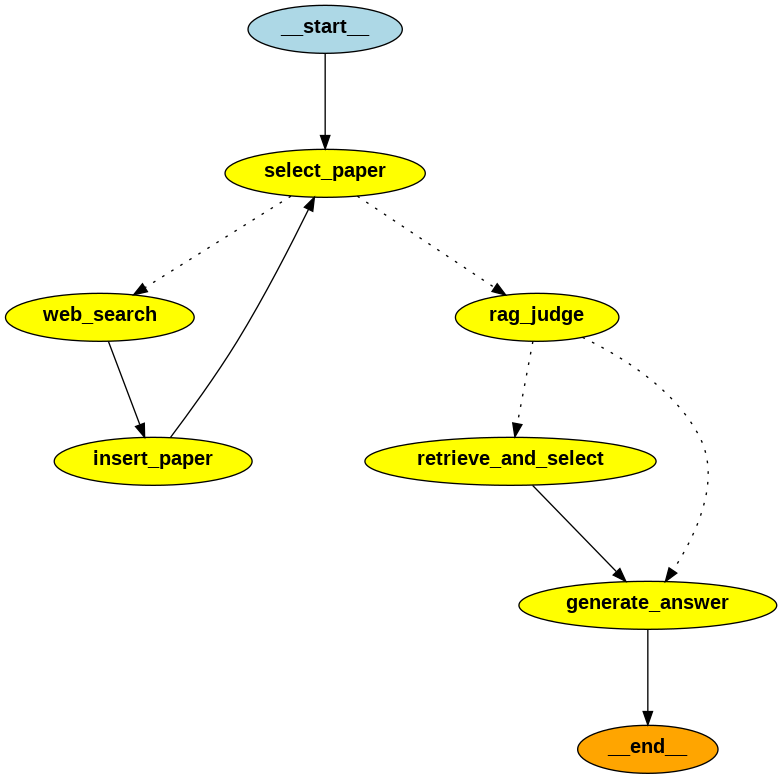 __start__
select_paper
web_search
rag_judge
insert_paper
retrieve_and_select
generate_answer
__end__